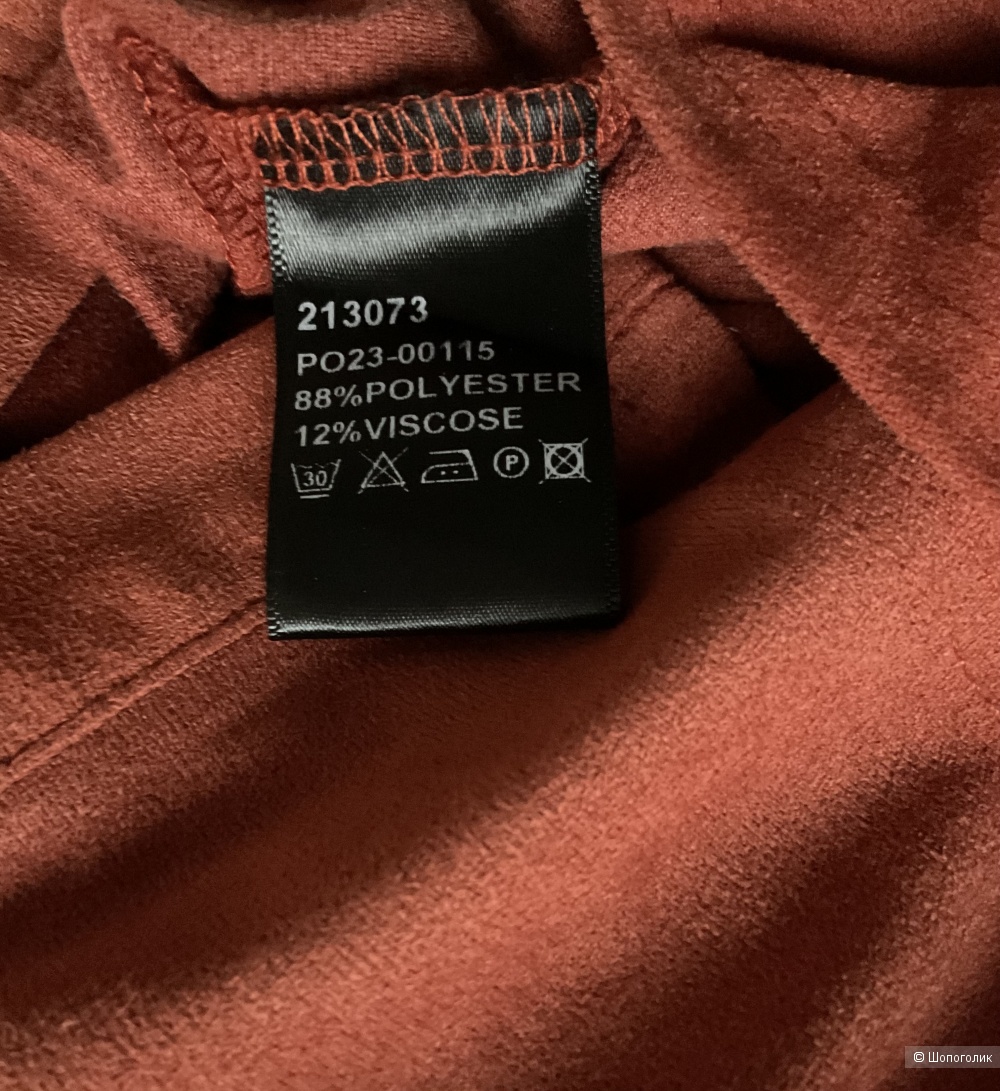 213073
PO23-00115
88%POLYESTER
12%VISCOSE
30 P
© Шопоголик